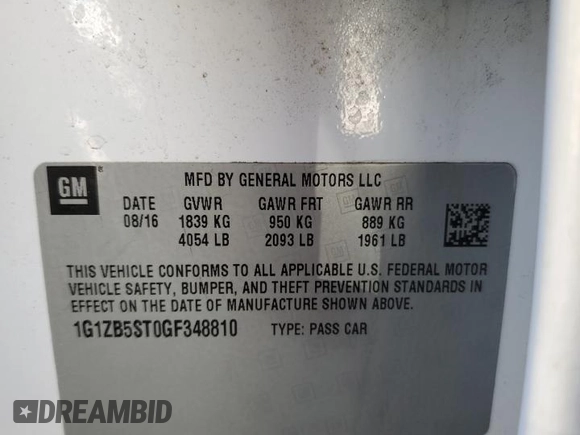 GM ®
MFD BY GENERAL MOTORS LLC
DATE GVWR GAWR FRT GAWR RR
08/16 1839 KG 950 KG 889 KG
4054 LB 2093 LB 1961 LB
THIS VEHICLE CONFORMS TO ALL APPLICABLE U.S. FEDERAL MOTOR
VEHICLE SAFETY, BUMPER, AND THEFT PREVENTION STANDARDS IN
EFFECT ON THE DATE OF MANUFACTURE SHOWN ABOVE.
1G1ZB5ST0GF348810 TYPE: PASS CAR
DREAMBID